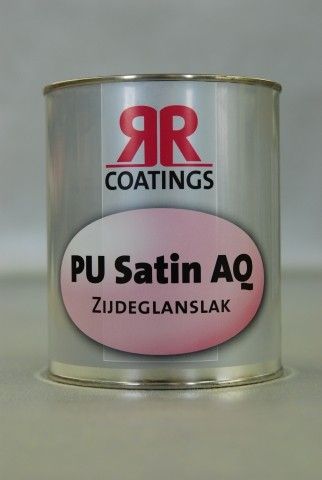 RR
COATINGS
PU Satin AQ
ZIJDEGLANSLAK